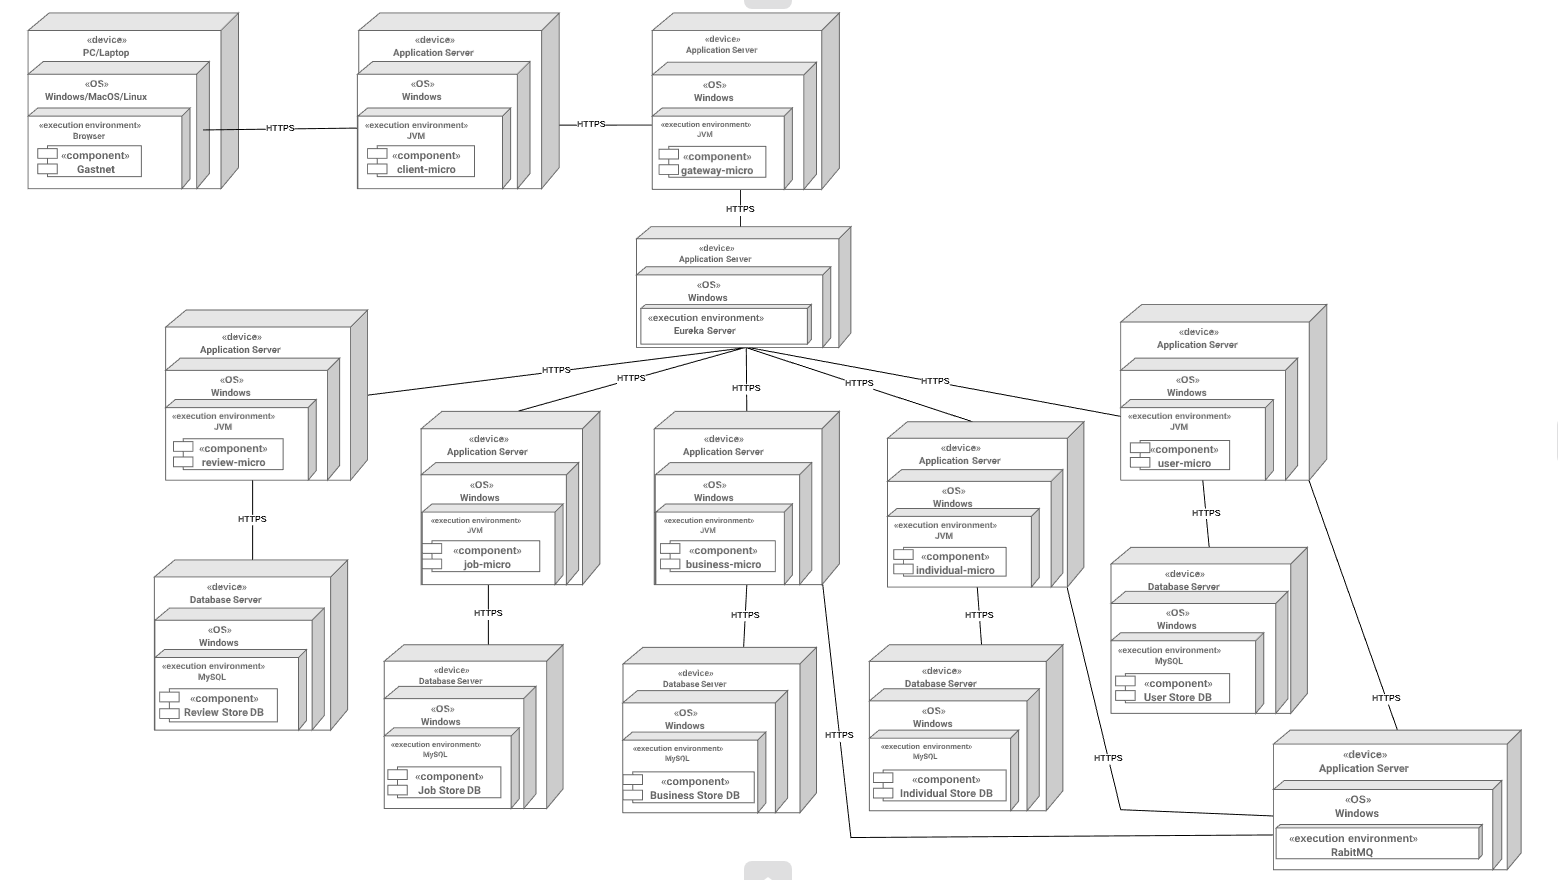 «device»
PC/Laptop
«OS»
Windows/MacOS/Linux
«execution environment»
Browser
«component»
Gastnet
HTTPS
«device»
Application Server
«OS»
Windows
«execution environment»
JVM
«component»
client-micro
HTTPS
«device»
Application Server
«OS»
Windows
«execution environment»
JVM
«component»
gateway-micro
HTTPS
«device»
Application Server
«OS»
Windows
«execution environment»
Eureka Server
HTTPS
HTTPS
HTTPS
HTTPS
HTTPS
«device»
Application Server
«OS»
Windows
«execution environment»
JVM
«component»
review-micro
HTTPS
«device»
Database Server
«OS»
Windows
«execution environment»
MySQL
«component»
Review Store DB
«device»
Application Server
«OS»
Windows
«execution environment»
JVM
«component»
job-micro
HTTPS
«device»
Database Server
«OS»
Windows
«execution environment»
MySQL
«component»
Job Store DB
«device»
Application Server
«OS»
Windows
«execution environment»
JVM
«component»
business-micro
HTTPS
«device»
Database Server
«OS»
Windows
«execution environment»
MySQL
«component»
Business Store DB
HTTPS
«device»
Application Server
«OS»
Windows
«execution environment»
JVM
«component»
individual-micro
HTTPS
«device»
Database Server
«OS»
Windows
«execution environment»
MySQL
«component»
Individual Store DB
HTTPS
«device»
Application Server
«OS»
Windows
«execution environment»
JVM
«component»
user-micro
HTTPS
«device»
Database Server
«OS»
Windows
«execution environment»
MySQL
«component»
User Store DB
HTTPS
«device»
Application Server
«OS»
Windows
«execution environment»
RabitMQ